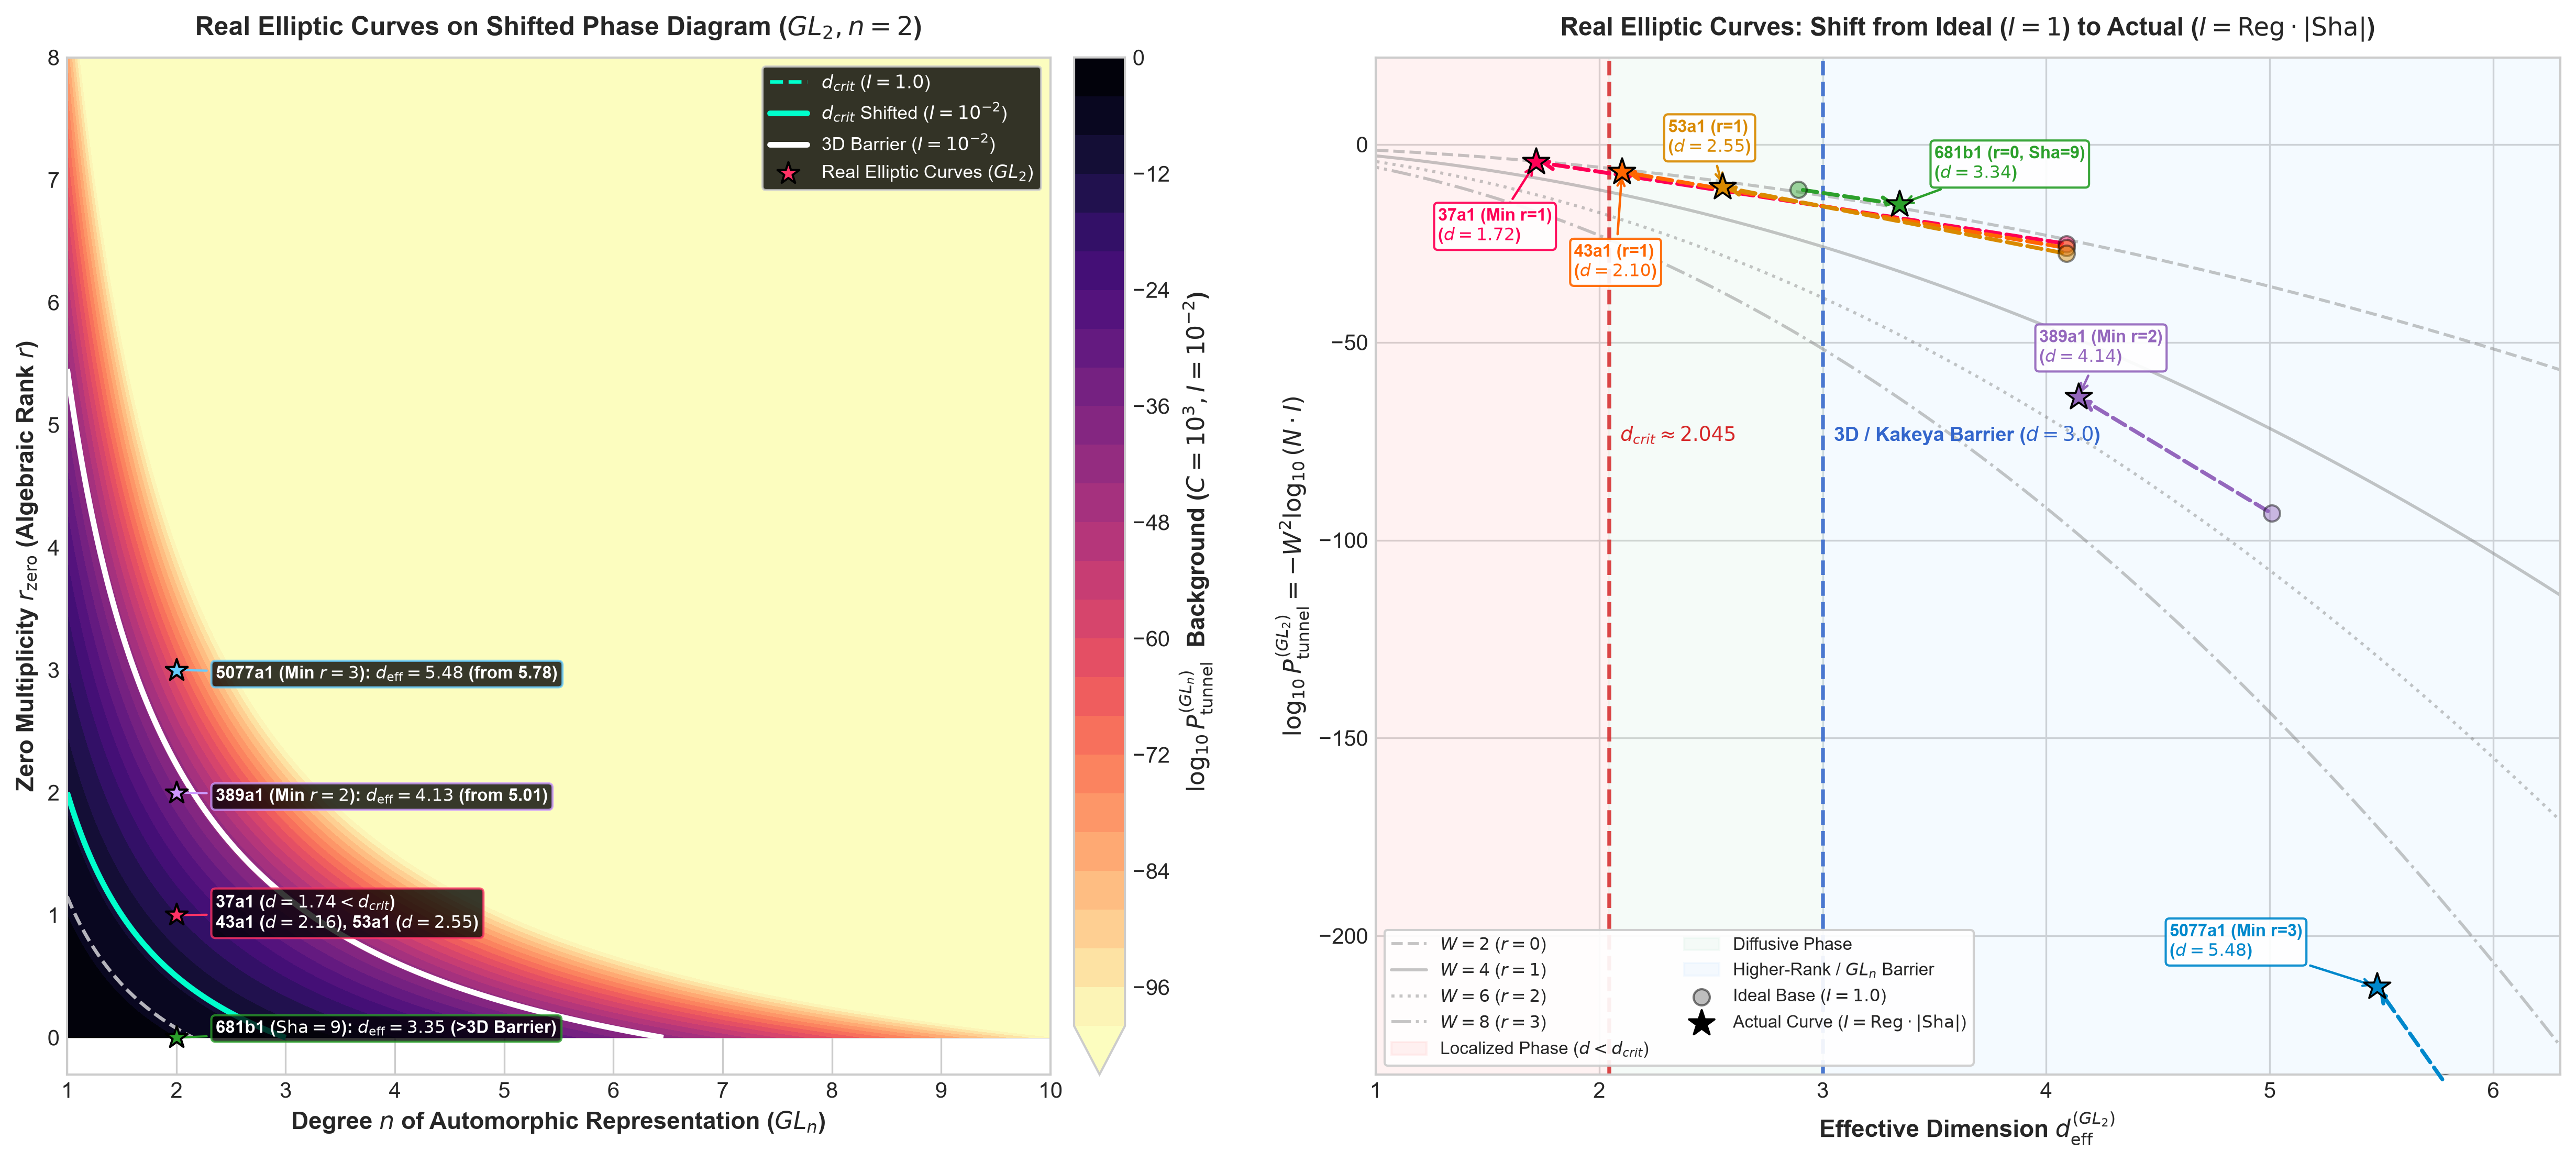 Real Elliptic Curves on Shifted Phase Diagram (GL₂, n = 2)
8
7
6
5
4
3
2
1
0
Zero Multiplicity r_zero (Algebraic Rank r)
d_crit (I = 1.0)
d_crit Shifted (I = 10⁻²)
3D Barrier (I = 10⁻²)
Real Elliptic Curves (GL₂)
5077a1 (Min r = 3): d_eff = 5.48 (from 5.78)
389a1 (Min r = 2): d_eff = 4.13 (from 5.01)
37a1 (d = 1.74 < d_crit)
43a1 (d = 2.16), 53a1 (d = 2.55)
681b1 (Sha = 9): d_eff = 3.35 (>3D Barrier)
1 2 3 4 5 6 7 8 9 10
Degree n of Automorphic Representation (GL_n)
0
−12
−24
−36
−48
−60
−72
−84
−96
log₁₀ P_tunnel^(GL_n) Background (C = 10³, I = 10⁻²)
Real Elliptic Curves: Shift from Ideal (I = 1) to Actual (I = Reg · |Sha|)
0
−50
−100
−150
−200
log₁₀ P_tunnel^(GL₂) = −W² log₁₀(N · I)
53a1 (r=1)
(d = 2.55)
681b1 (r=0, Sha=9)
(d = 3.34)
37a1 (Min r=1)
(d = 1.72)
43a1 (r=1)
(d = 2.10)
389a1 (Min r=2)
(d = 4.14)
d_crit ≈ 2.045
3D / Kakeya Barrier (d = 3.0)
5077a1 (Min r=3)
(d = 5.48)
W = 2 (r = 0)
W = 4 (r = 1)
W = 6 (r = 2)
W = 8 (r = 3)
Localized Phase (d < d_crit)
Diffusive Phase
Higher-Rank / GL_n Barrier
Ideal Base (I = 1.0)
Actual Curve (I = Reg · |Sha|)
1 2 3 4 5 6
Effective Dimension d_eff^(GL₂)